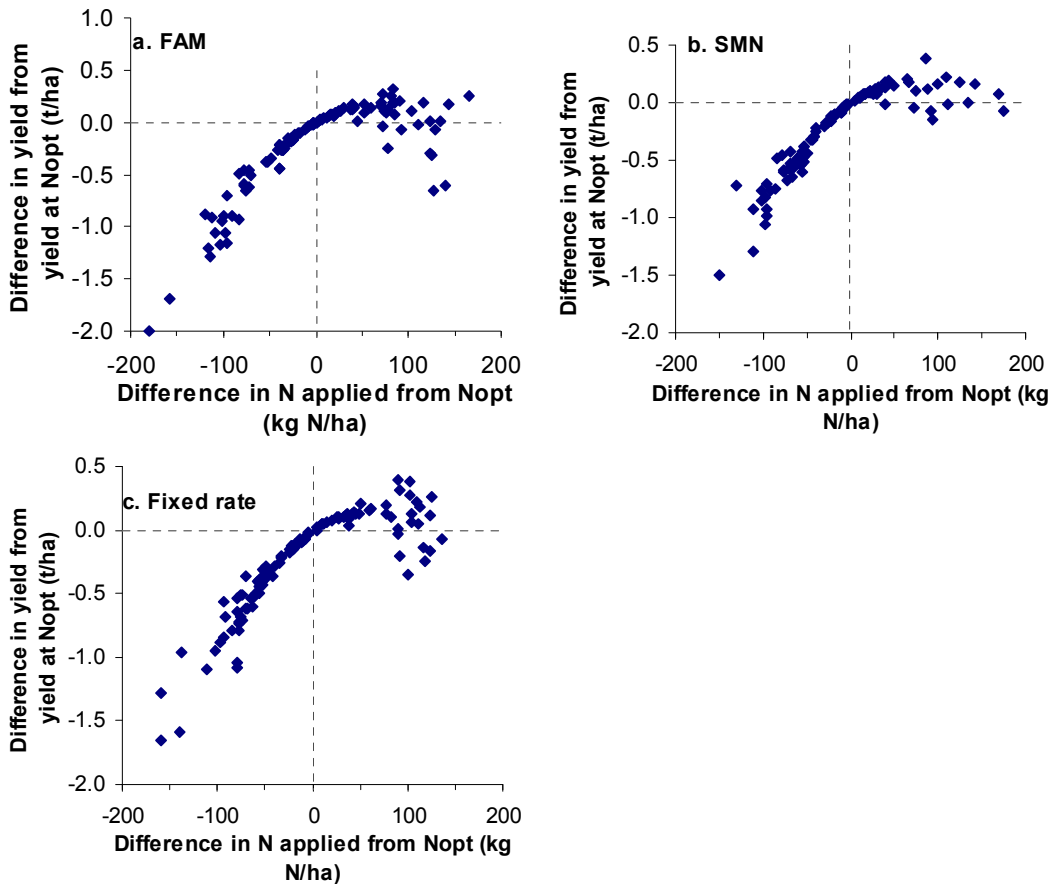 a. FAM
Difference in yield from
yield at Nopt (t/ha)
1.0
0.5
0.0
-0.5
-1.0
-1.5
-2.0
-200 -100 0 100 200
Difference in N applied from Nopt
(kg N/ha)
b. SMN
Difference in yield from
yield at Nopt (t/ha)
1.0
0.5
0.0
-0.5
-1.0
-1.5
-2.0
-200 -100 0 100 200
Difference in N applied from Nopt (kg
N/ha)
c. Fixed rate
Difference in yield from
yield at Nopt (t/ha)
0.5
0.0
-0.5
-1.0
-1.5
-2.0
-200 -100 0 100 200
Difference in N applied from Nopt (kg
N/ha)